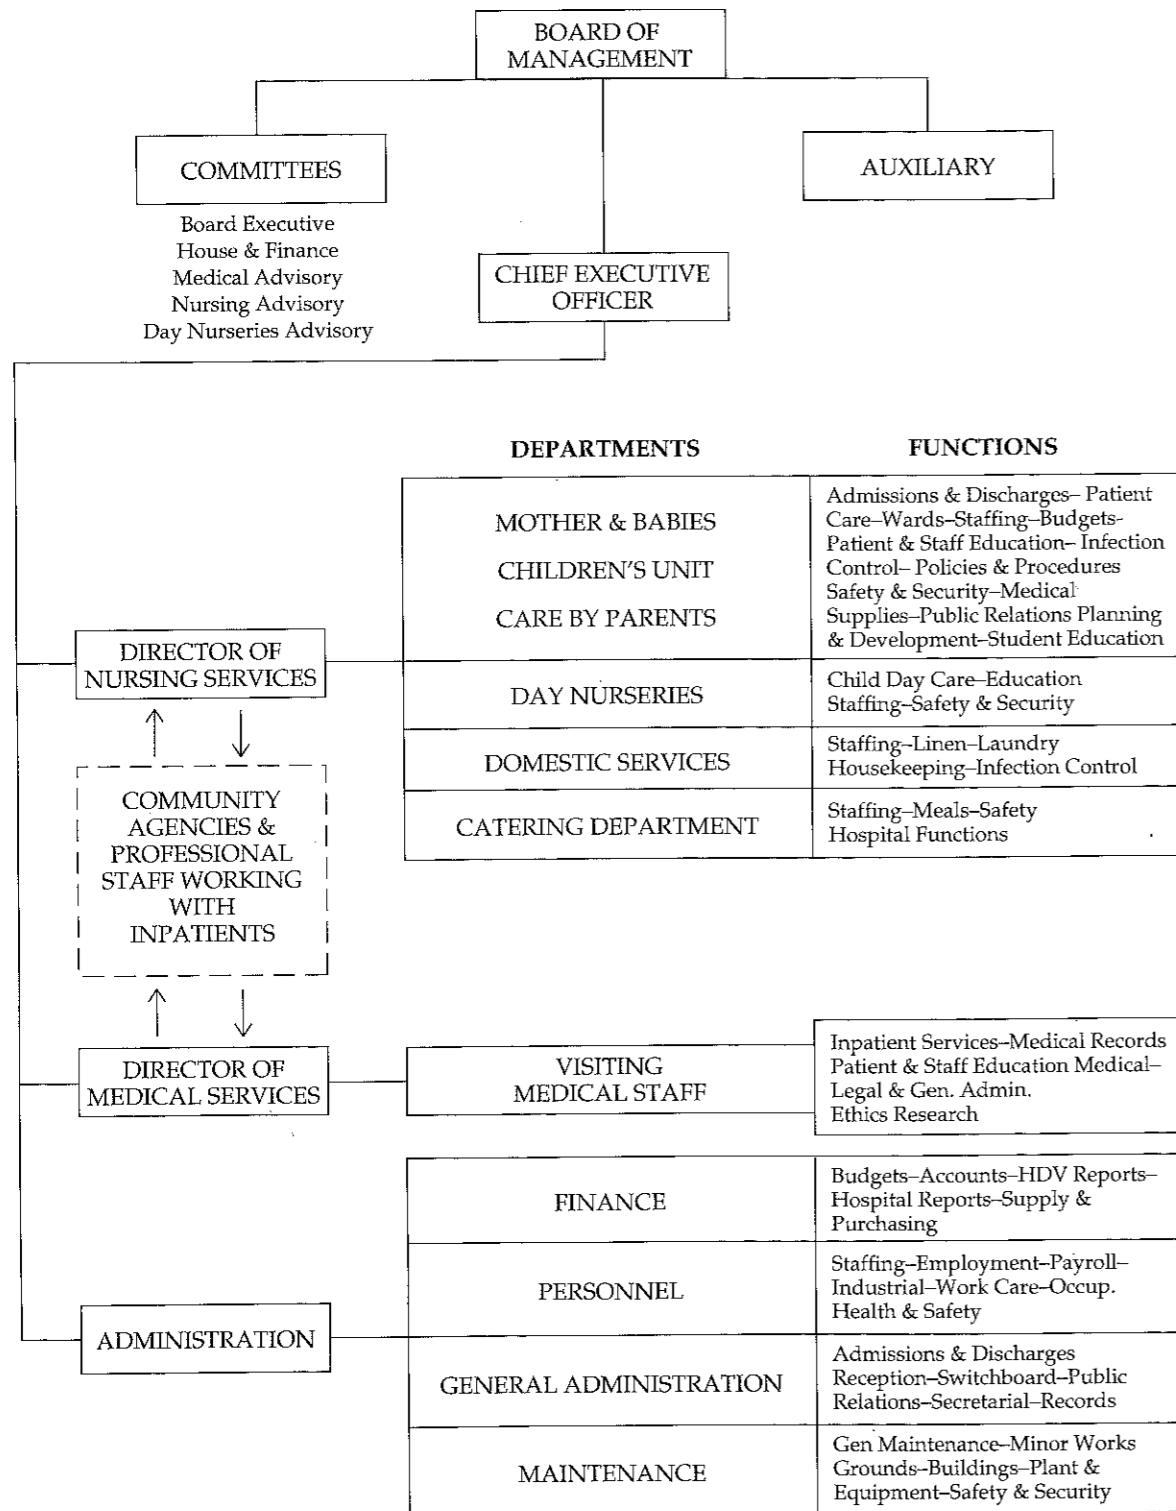 BOARD OF
MANAGEMENT
COMMITTEES
Board Executive
House & Finance
Medical Advisory
Nursing Advisory
Day Nurseries Advisory
AUXILIARY
CHIEF EXECUTIVE
OFFICER
DEPARTMENTS
FUNCTIONS
DIRECTOR OF
NURSING SERVICES
MOTHER & BABIES
CHILDREN'S UNIT
CARE BY PARENTS
Admissions & Discharges– Patient
Care–Wards–Staffing–Budgets-
Patient & Staff Education– Infection
Control– Policies & Procedures
Safety & Security–Medical
Supplies–Public Relations Planning
& Development–Student Education
DAY NURSERIES
Child Day Care–Education
Staffing–Safety & Security
DOMESTIC SERVICES
Staffing–Linen–Laundry
Housekeeping–Infection Control
CATERING DEPARTMENT
Staffing–Meals–Safety
Hospital Functions
COMMUNITY
AGENCIES &
PROFESSIONAL
STAFF WORKING
WITH
INPATIENTS
DIRECTOR OF
MEDICAL SERVICES
VISITING
MEDICAL STAFF
Inpatient Services–Medical Records
Patient & Staff Education Medical–
Legal & Gen. Admin.
Ethics Research
ADMINISTRATION
FINANCE
Budgets–Accounts–HDV Reports–
Hospital Reports–Supply &
Purchasing
PERSONNEL
Staffing–Employment–Payroll–
Industrial–Work Care–Occup.
Health & Safety
GENERAL ADMINISTRATION
Admissions & Discharges
Reception–Switchboard–Public
Relations–Secretarial–Records
MAINTENANCE
Gen Maintenance–Minor Works
Grounds–Buildings–Plant &
Equipment–Safety & Security